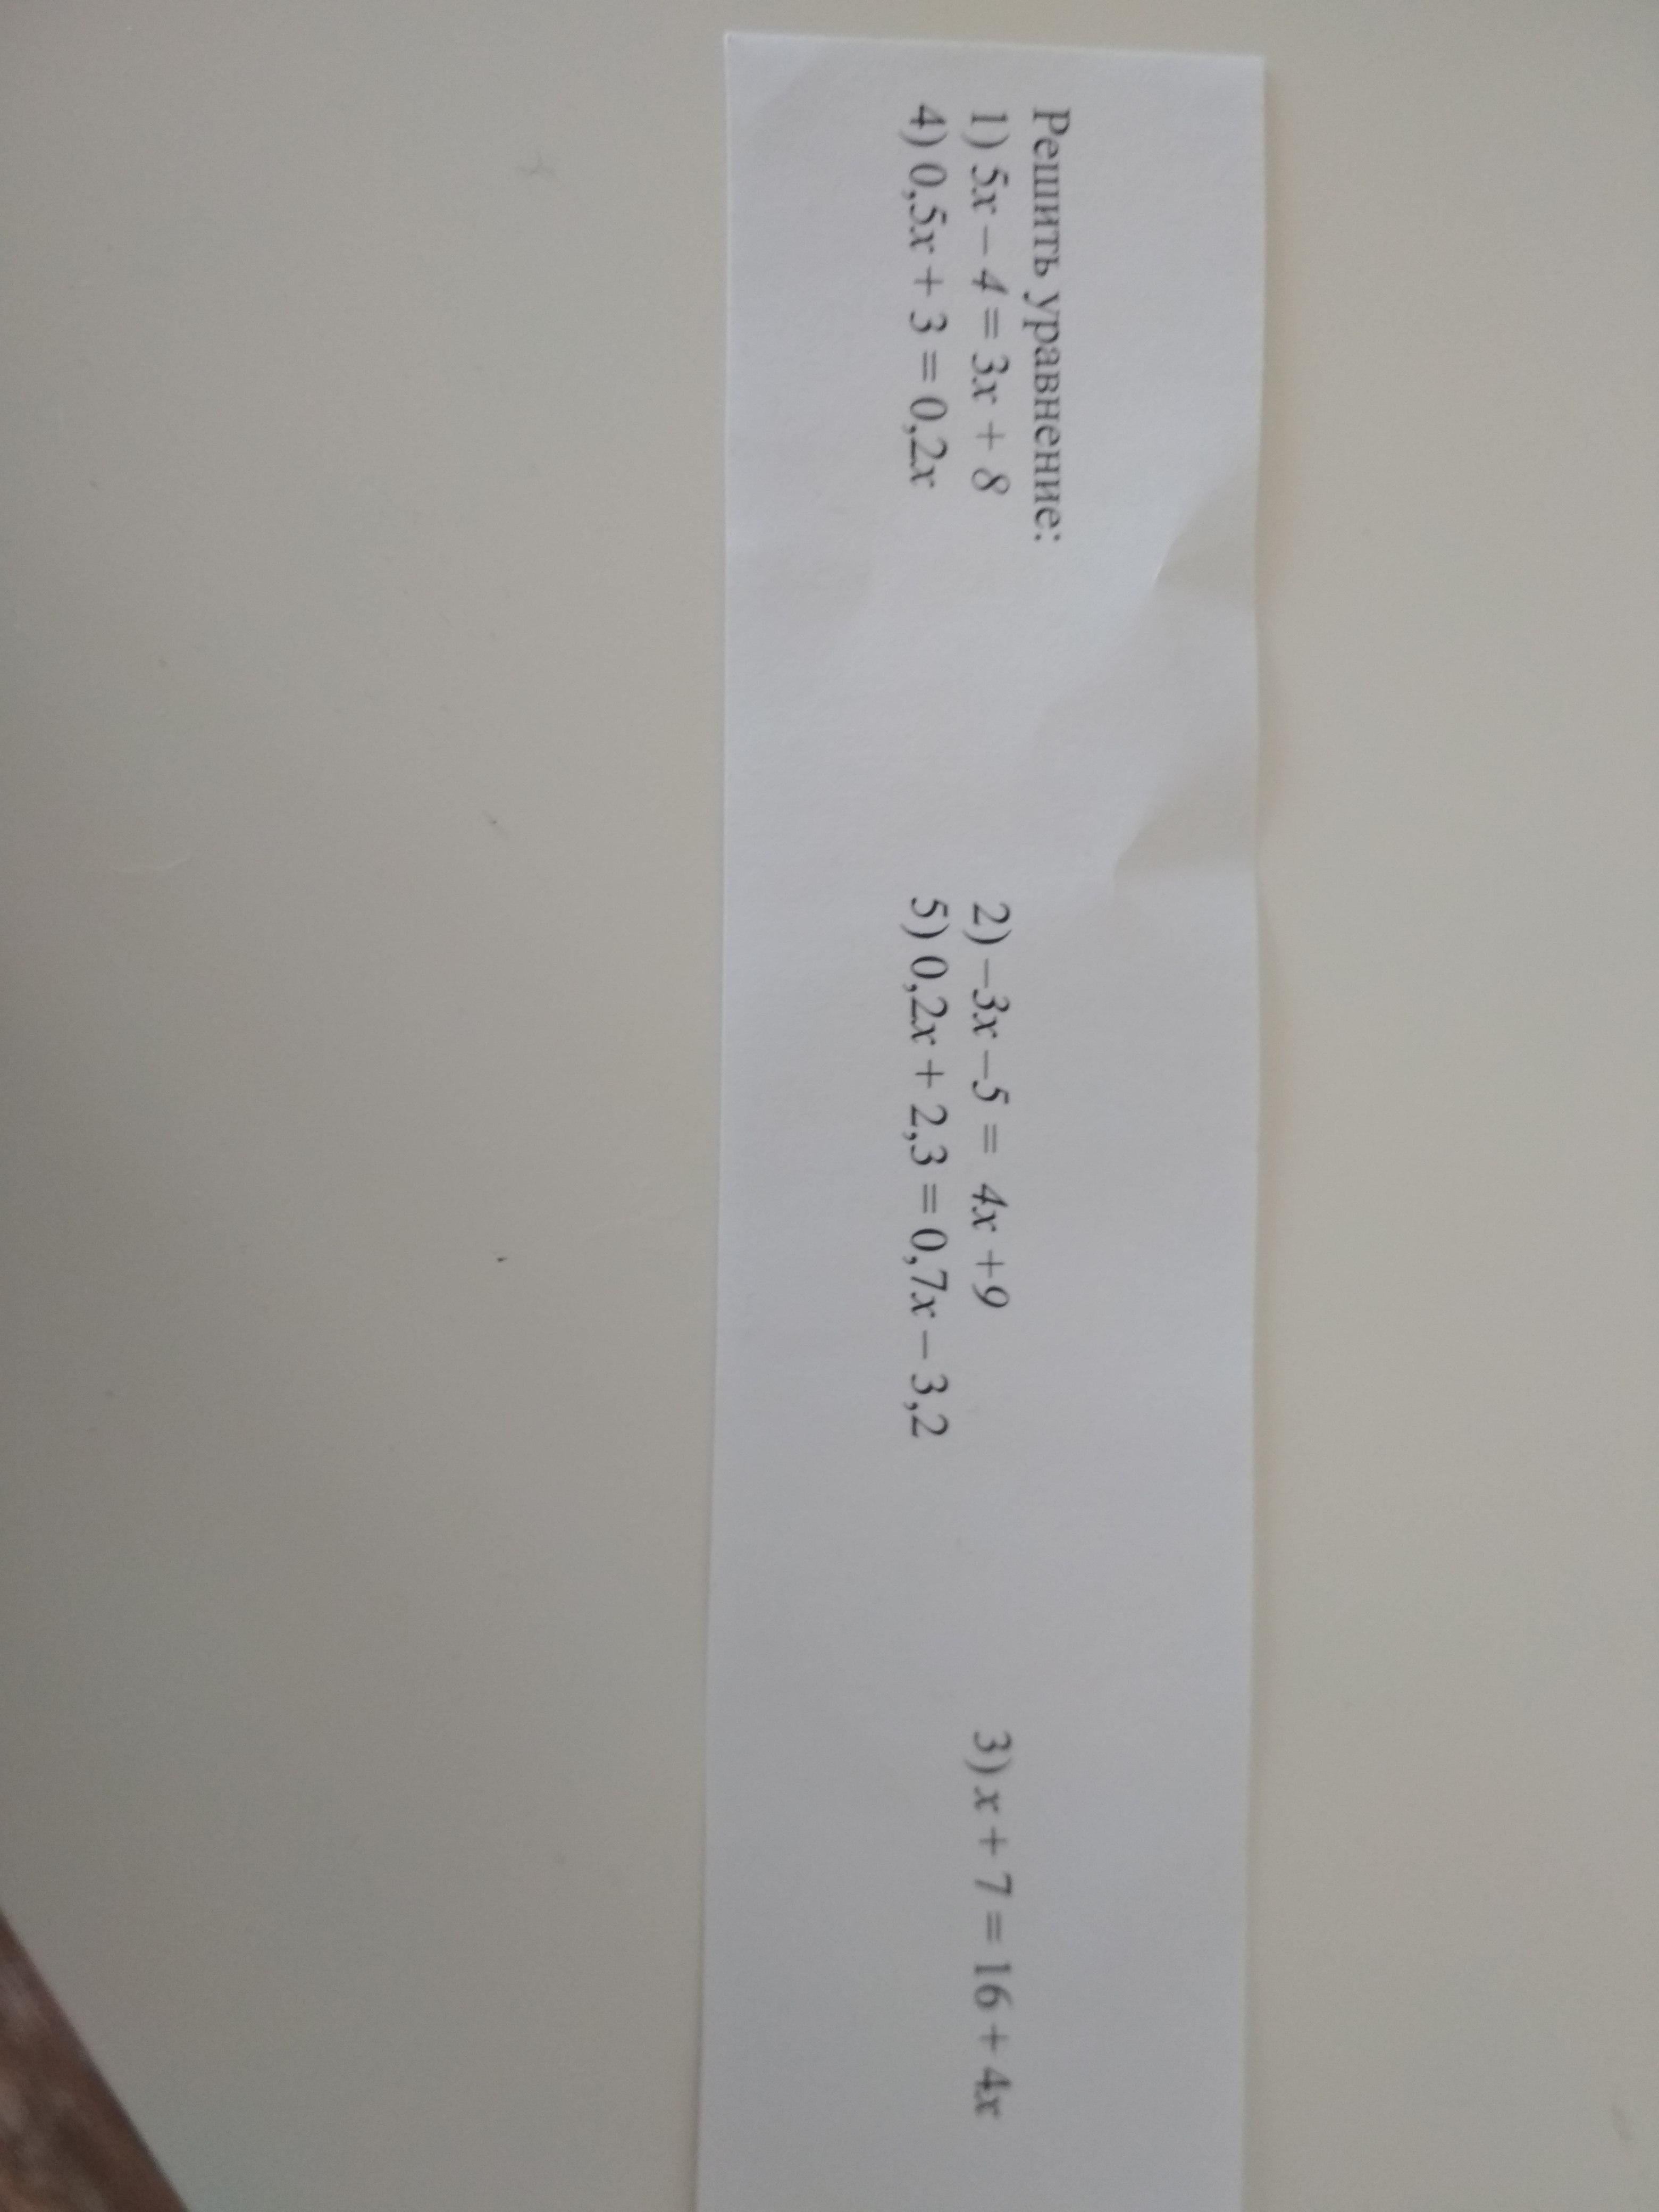 Решить уравнение:
1) 5x – 4 = 3x + 8 2) –3x –5 = 4x +9 3) x + 7 = 16 + 4x
4) 0,5x + 3 = 0,2x 5) 0,2x + 2,3 = 0,7x – 3,2